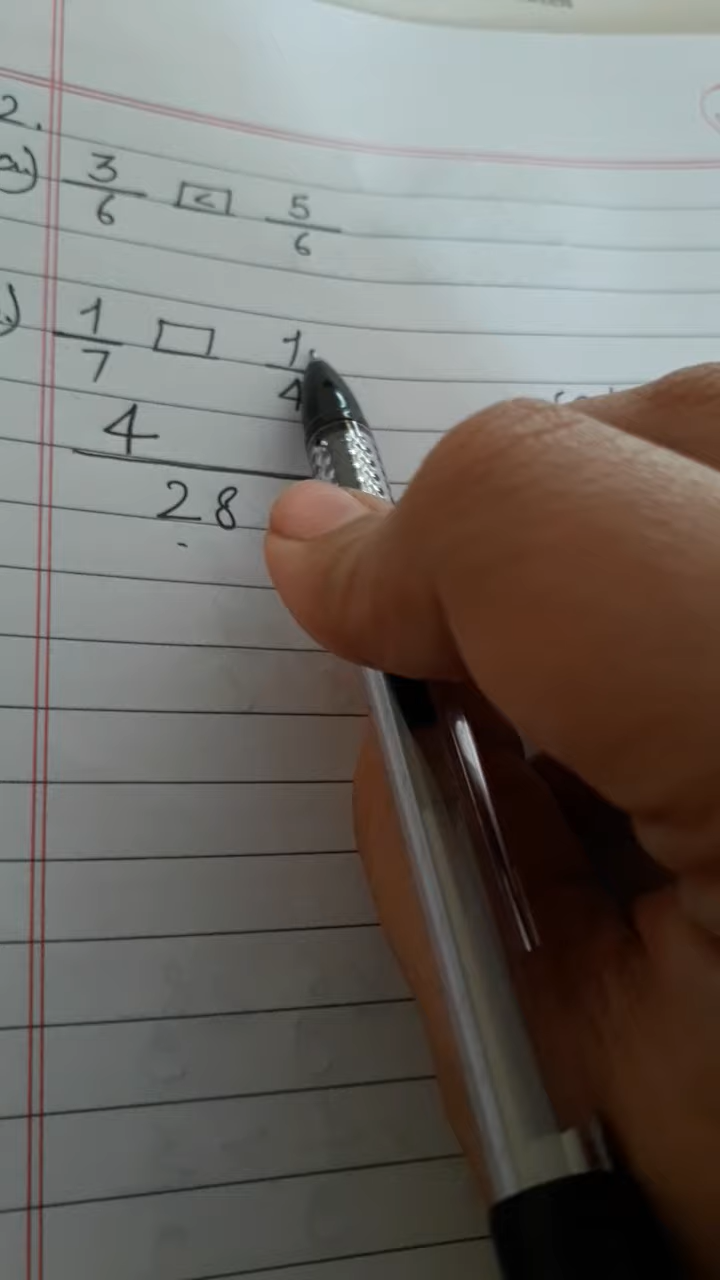 2.
a.) 3/6 < 5/6
.) 1/7 □ 1/4
4
28